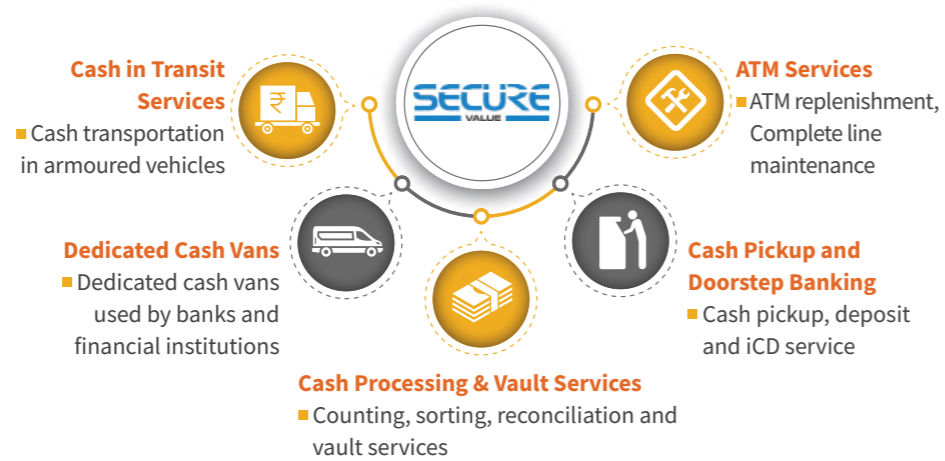 SECURE
VALUE
Cash in Transit
Services
Cash transportation
in armoured vehicles
₹
Dedicated Cash Vans
Dedicated cash vans
used by banks and
financial institutions
Cash Processing & Vault Services
Counting, sorting, reconciliation and
vault services
Cash Pickup and
Doorstep Banking
Cash pickup, deposit
and iCD service
ATM Services
ATM replenishment,
Complete line
maintenance